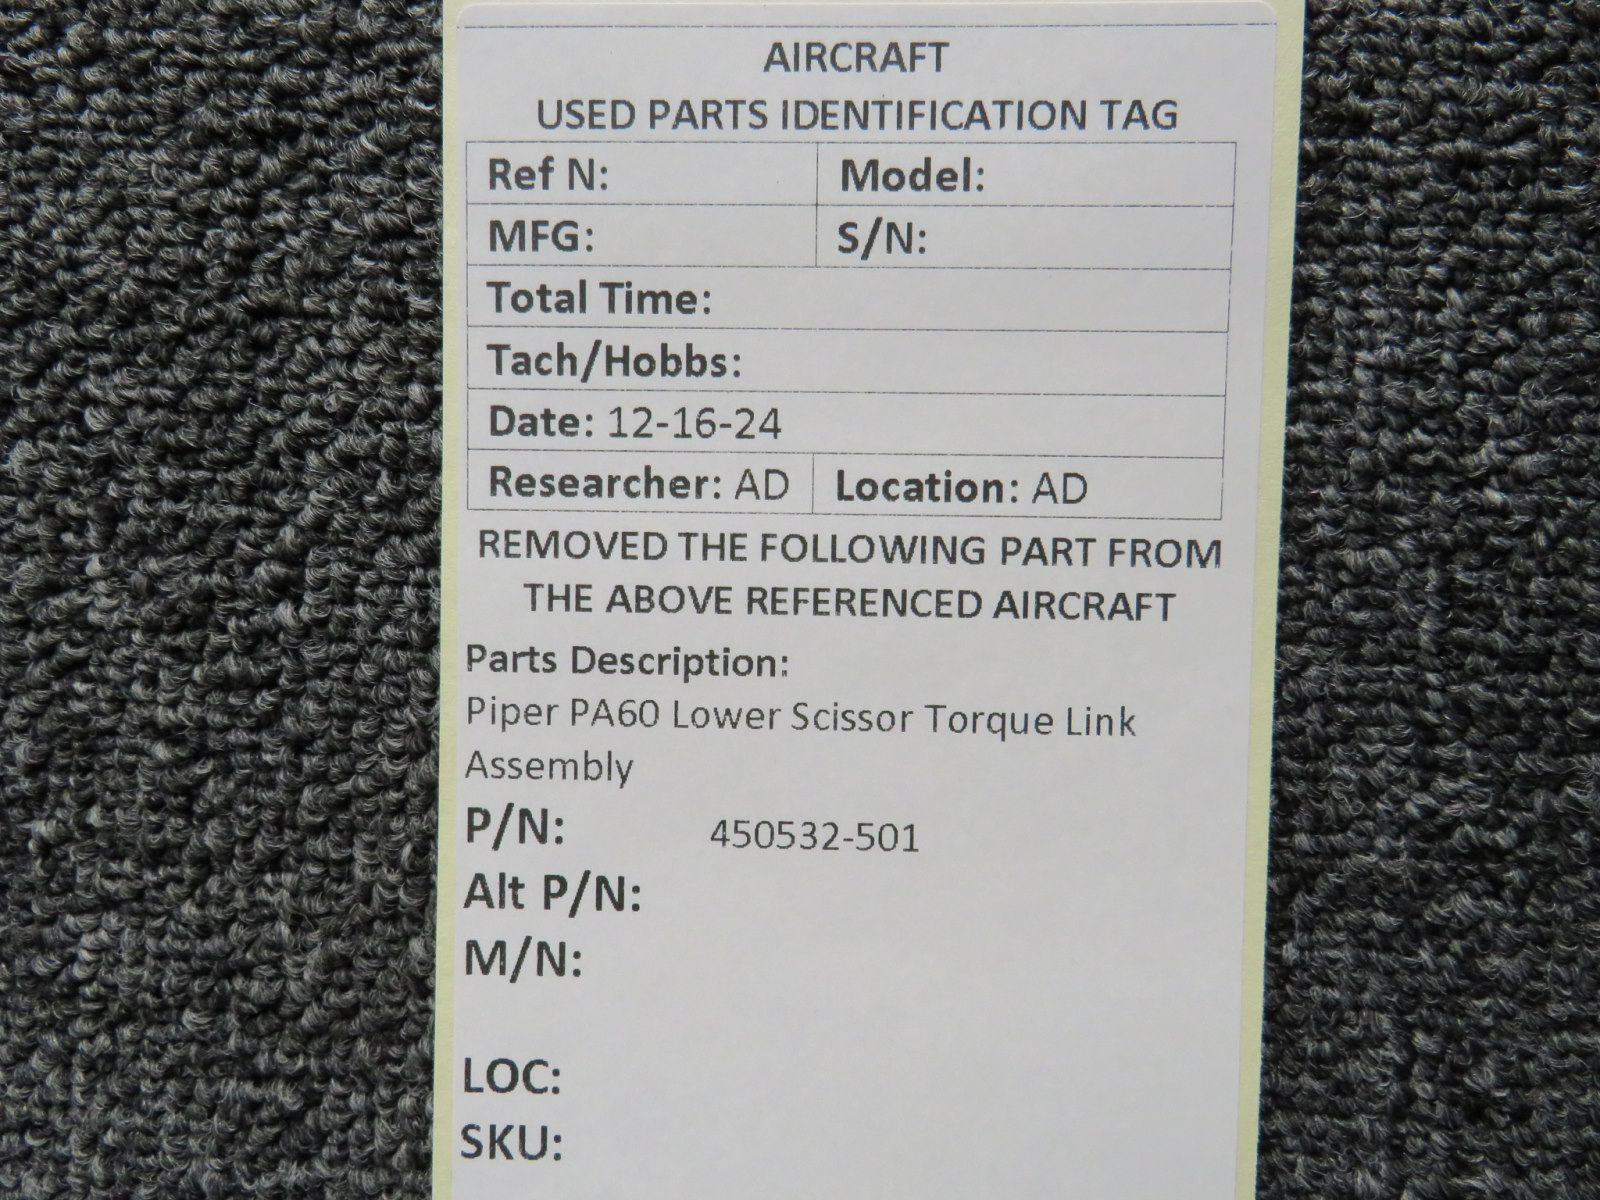 AIRCRAFT
USED PARTS IDENTIFICATION TAG
Ref N: Model:
MFG: S/N:
Total Time:
Tach/Hobbs:
Date: 12-16-24
Researcher: AD Location: AD
REMOVED THE FOLLOWING PART FROM
THE ABOVE REFERENCED AIRCRAFT
Parts Description:
Piper PA60 Lower Scissor Torque Link
Assembly
P/N: 450532-501
Alt P/N:
M/N:
LOC:
SKU: